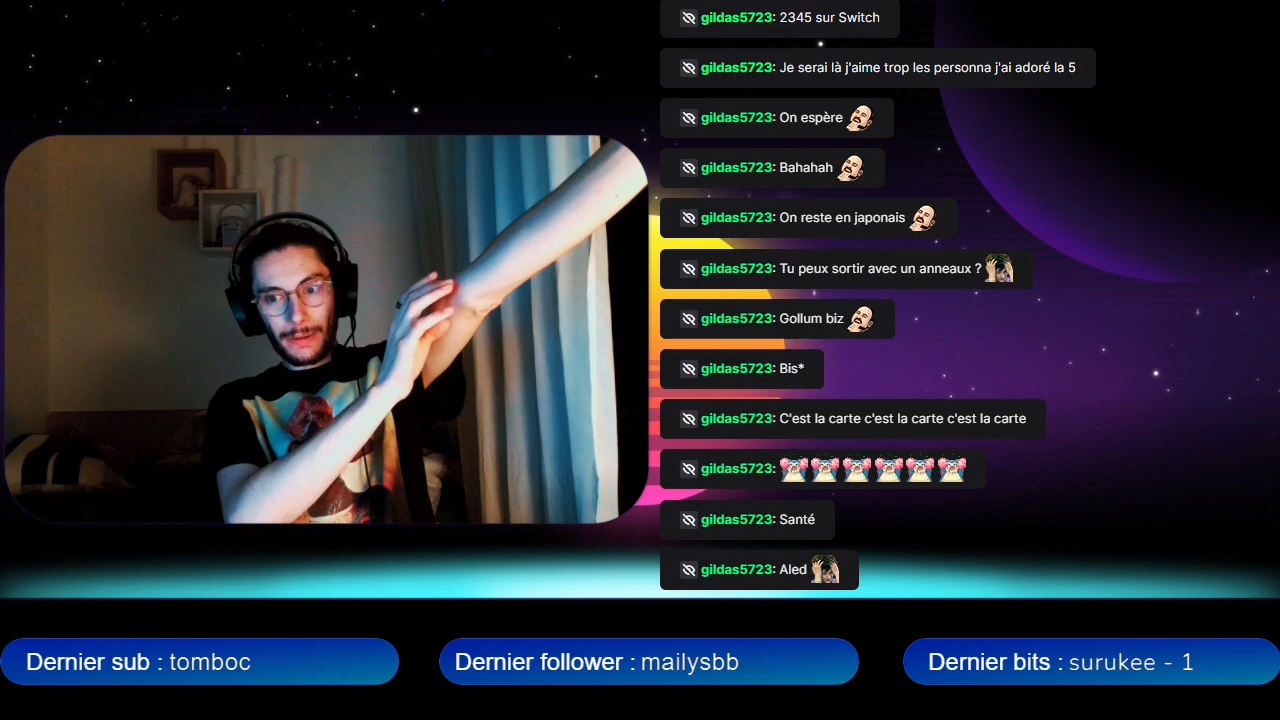 gildas5723: 2345 sur Switch
gildas5723: Je serai là j'aime trop les personna j'ai adoré la 5
gildas5723: On espère
gildas5723: Bahahah
gildas5723: On reste en japonais
gildas5723: Tu peux sortir avec un anneaux ?
gildas5723: Gollum biz
gildas5723: Bis*
gildas5723: C'est la carte c'est la carte c'est la carte
gildas5723:
gildas5723: Santé
gildas5723: Aled
Dernier sub : tomboc
Dernier follower : mailysbb
Dernier bits : surukee - 1